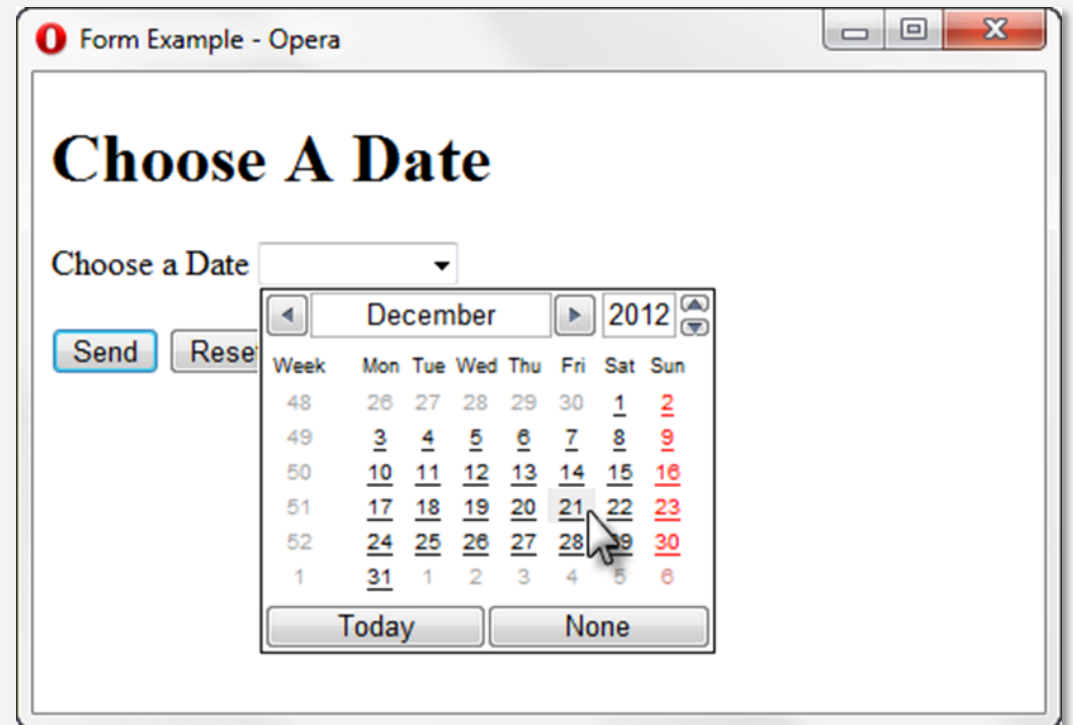 Form Example - Opera
Choose A Date
Choose a Date
December 2012
Send Rese
Week Mon Tue Wed Thu Fri Sat Sun
48 26 27 28 29 30 1 2
49 3 4 5 6 7 8 9
50 10 11 12 13 14 15 16
51 17 18 19 20 21 22 23
52 24 25 26 27 28 29 30
1 31 1 2 3 4 5 6
Today None